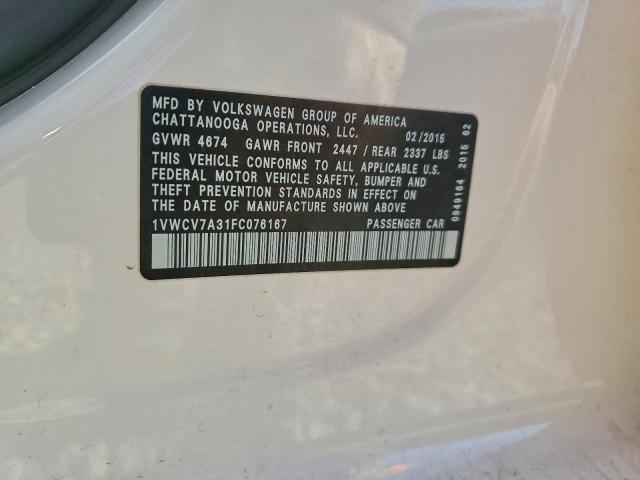 MFD BY VOLKSWAGEN GROUP OF AMERICA
CHATTANOOGA OPERATIONS, LLC. 02/2015
GVWR 4674 GAWR FRONT 2447 / REAR 2337 LBS
THIS VEHICLE CONFORMS TO ALL APPLICABLE U.S.
FEDERAL MOTOR VEHICLE SAFETY, BUMPER AND
THEFT PREVENTION STANDARDS IN EFFECT ON
THE DATE OF MANUFACTURE SHOWN ABOVE
1VWCV7A31FC076167 PASSENGER CAR
0949164 2015 62